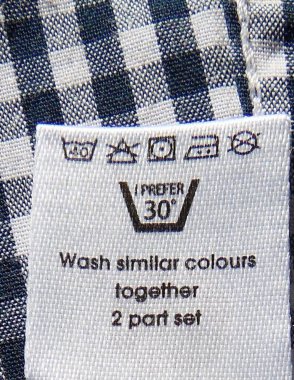 40
I PREFER
30°
Wash similar colours
together
2 part set